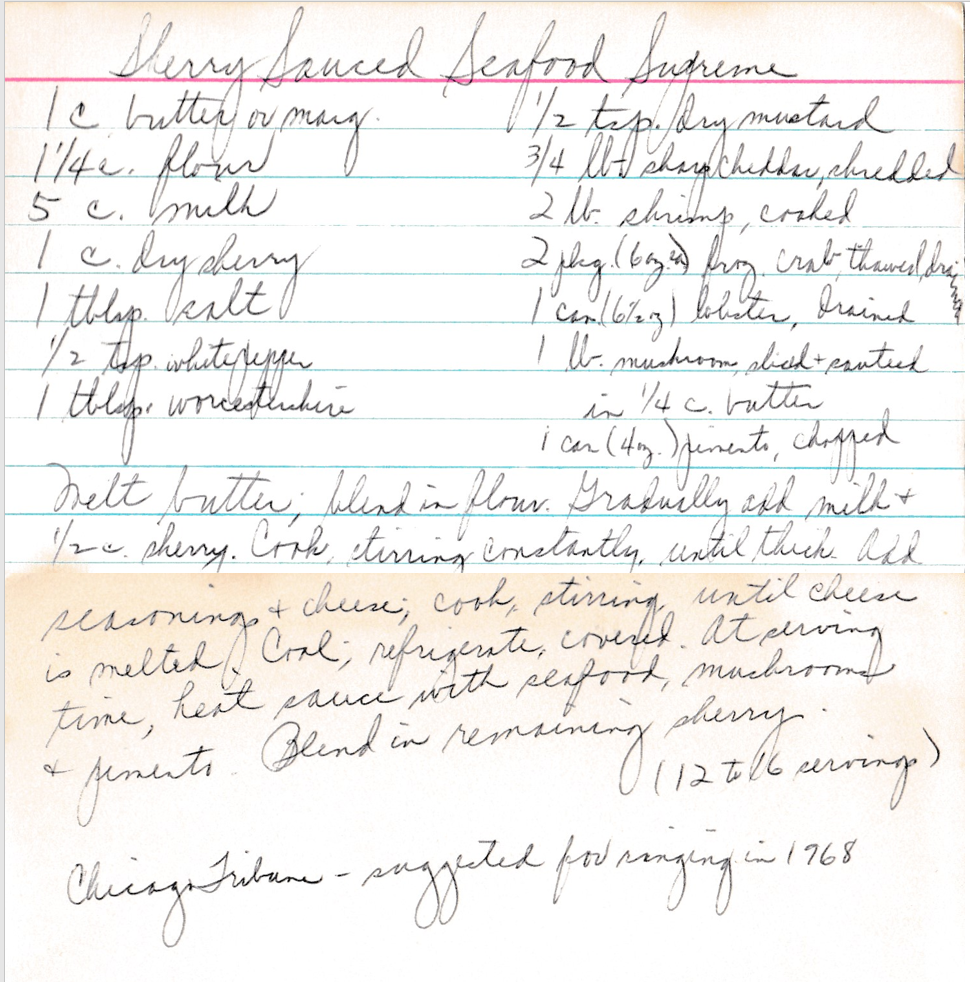 Sherry Sauced Seafood Supreme
1 c. butter or marg.
1 1/4 c. flour
5 c. milk
1 c. dry sherry
1 tblsp. salt
1/2 tsp. white pepper
1 tblsp. worcestershire
1/2 tsp. dry mustard
3/4 lb. sharp cheddar, shredded
2 lb. shrimp, cooked
2 pkg. (6 oz. ea) froz. crab, thawed,
1 can (6 1/2 oz) lobster, drained
1 lb. mushroom, sliced + sauteed
in 1/4 c. butter
1 can (4 oz.) pimento, chopped
Melt butter; blend in flour. Gradually add milk +
1/2 c. sherry. Cook, stirring constantly, until thick. Add
seasonings + cheese; cook, stirring, until cheese
is melted. Cool; refrigerate, covered. At serving
time, heat sauce with seafood, mushrooms
+ pimento. Blend in remaining sherry.
(12 to 16 servings)
Chicago Tribune - suggested for ringing in 1968